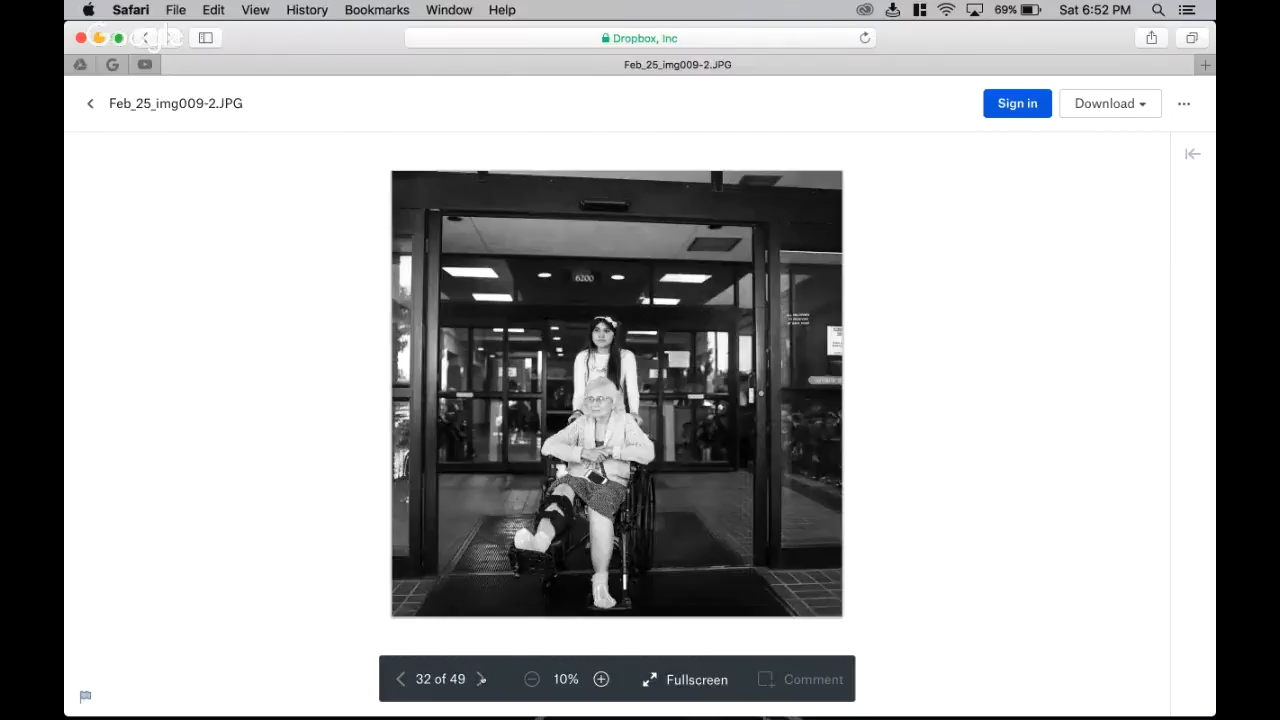 Safari File Edit View History Bookmarks Window Help 69% Sat 6:52 PM
Google
Dropbox, Inc
Feb_25_img009-2.JPG
Feb_25_img009-2.JPG Sign in Download
6200
32 of 49 10% Fullscreen Comment